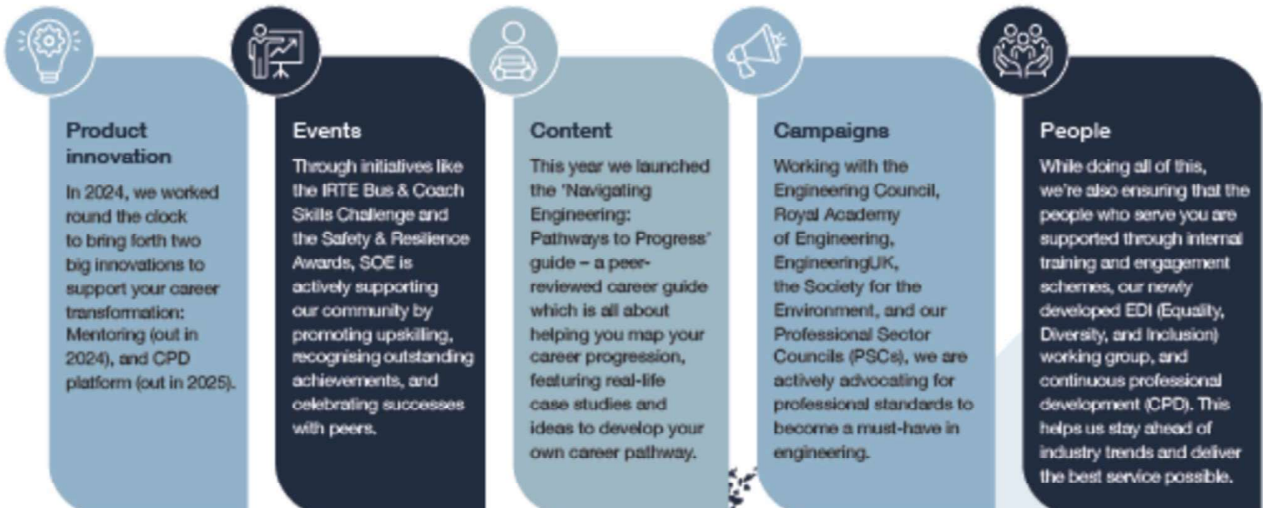 Product
innovation
In 2024, we worked
round the clock
to bring forth two
big innovations to
support your career
transformation:
Mentoring (out in
2024), and CPD
platform (out in 2025).
Events
Through initiatives like
the IRTE Bus & Coach
Skills Challenge and
the Safety & Resilience
Awards, SOE is
actively supporting
our community by
promoting upskilling,
recognising outstanding
achievements, and
celebrating successes
with peers.
Content
This year we launched
the ‘Navigating
Engineering:
Pathways to Progress’
guide – a peer-
reviewed career guide
which is all about
helping you map your
career progression,
featuring real-life
case studies and
ideas to develop your
own career pathway.
Campaigns
Working with the
Engineering Council,
Royal Academy
of Engineering,
EngineeringUK,
the Society for the
Environment, and our
Professional Sector
Councils (PSCs), we are
actively advocating for
professional standards to
become a must-have in
engineering.
People
While doing all of this,
we’re also ensuring that the
people who serve you are
supported through internal
training and engagement
schemes, our newly
developed EDI (Equality,
Diversity, and Inclusion)
working group, and
continuous professional
development (CPD). This
helps us stay ahead of
industry trends and deliver
the best service possible.